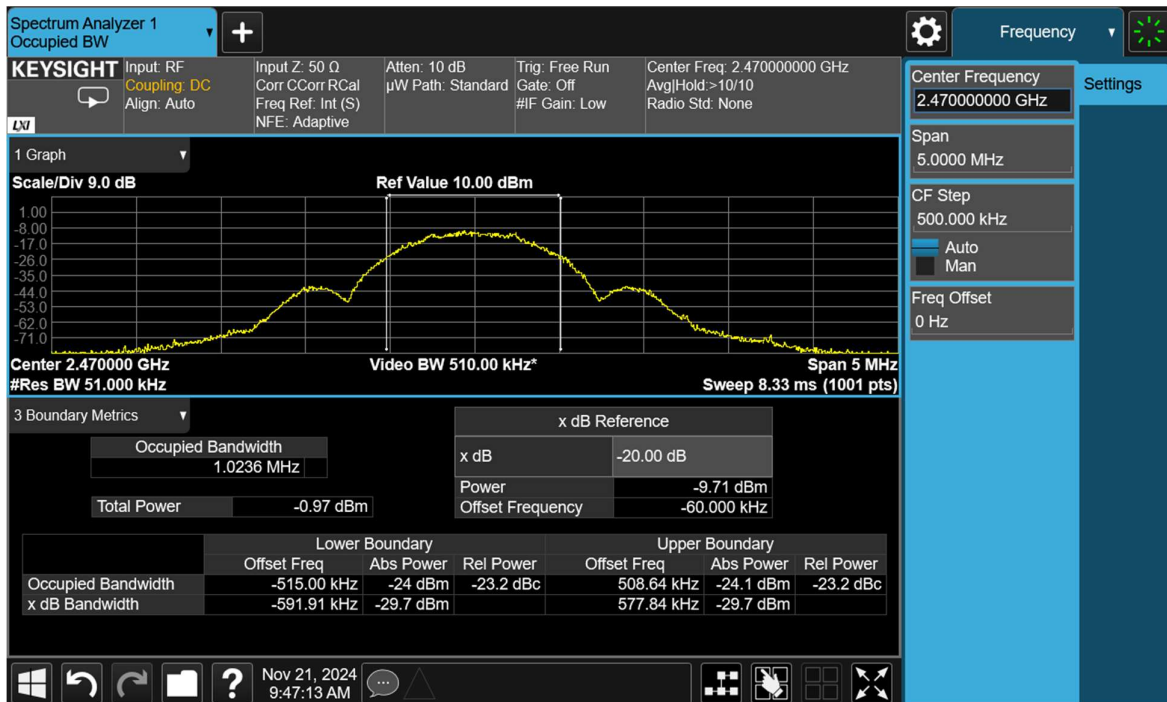 Spectrum Analyzer 1
Occupied BW
Frequency
KEYSIGHT
LXI
Input: RF
Coupling: DC
Align: Auto
Input Z: 50 Ω
Corr CCorr RCal
Freq Ref: Int (S)
NFE: Adaptive
Atten: 10 dB
µW Path: Standard
Trig: Free Run
Gate: Off
#IF Gain: Low
Center Freq: 2.470000000 GHz
Avg|Hold:>10/10
Radio Std: None
Center Frequency
2.470000000 GHz
Settings
Span
5.0000 MHz
CF Step
500.000 kHz
Auto
Man
Freq Offset
0 Hz
1 Graph
Scale/Div 9.0 dB
Ref Value 10.00 dBm
1.00
-8.00
-17.0
-26.0
-35.0
-44.0
-53.0
-62.0
-71.0
Center 2.470000 GHz
Video BW 510.00 kHz*
Span 5 MHz
#Res BW 51.000 kHz
Sweep 8.33 ms (1001 pts)
3 Boundary Metrics
Occupied Bandwidth
1.0236 MHz
Total Power -0.97 dBm
x dB Reference
x dB -20.00 dB
Power -9.71 dBm
Offset Frequency -60.000 kHz
Lower Boundary Upper Boundary
Offset Freq Abs Power Rel Power Offset Freq Abs Power Rel Power
Occupied Bandwidth -515.00 kHz -24 dBm -23.2 dBc 508.64 kHz -24.1 dBm -23.2 dBc
x dB Bandwidth -591.91 kHz -29.7 dBm 577.84 kHz -29.7 dBm
?
Nov 21, 2024
9:47:13 AM